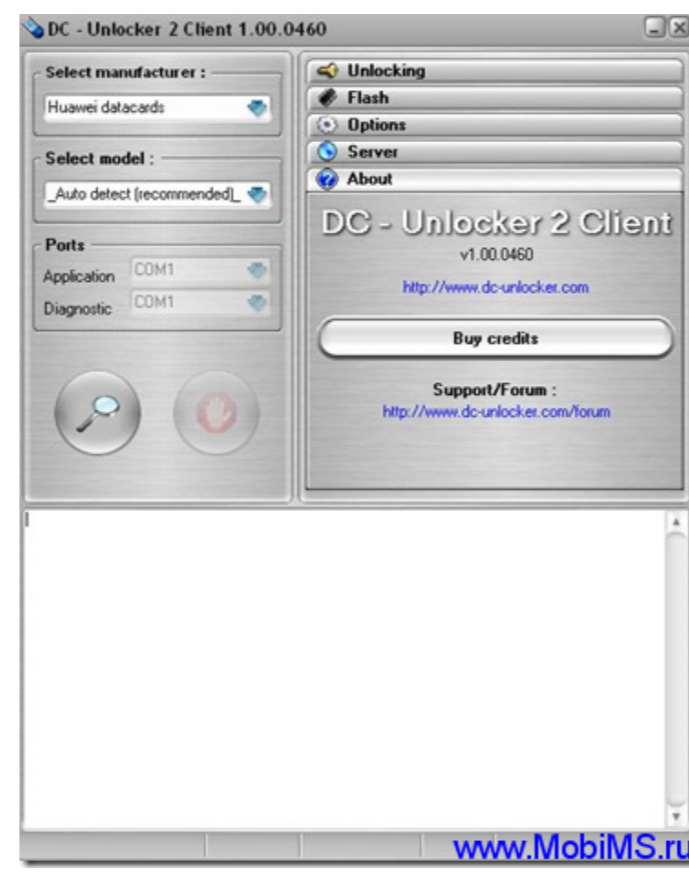 DC - Unlocker 2 Client 1.00.0460
Select manufacturer :
Huawei datacards
Select model :
_Auto detect (recommended)_
Ports
Application COM1
Diagnostic COM1
Unlocking
Flash
Options
Server
About
DC - Unlocker 2 Client
v1.00.0460
http://www.dc-unlocker.com
Buy credits
Support/Forum :
http://www.dc-unlocker.com/forum
www.MobiMS.ru